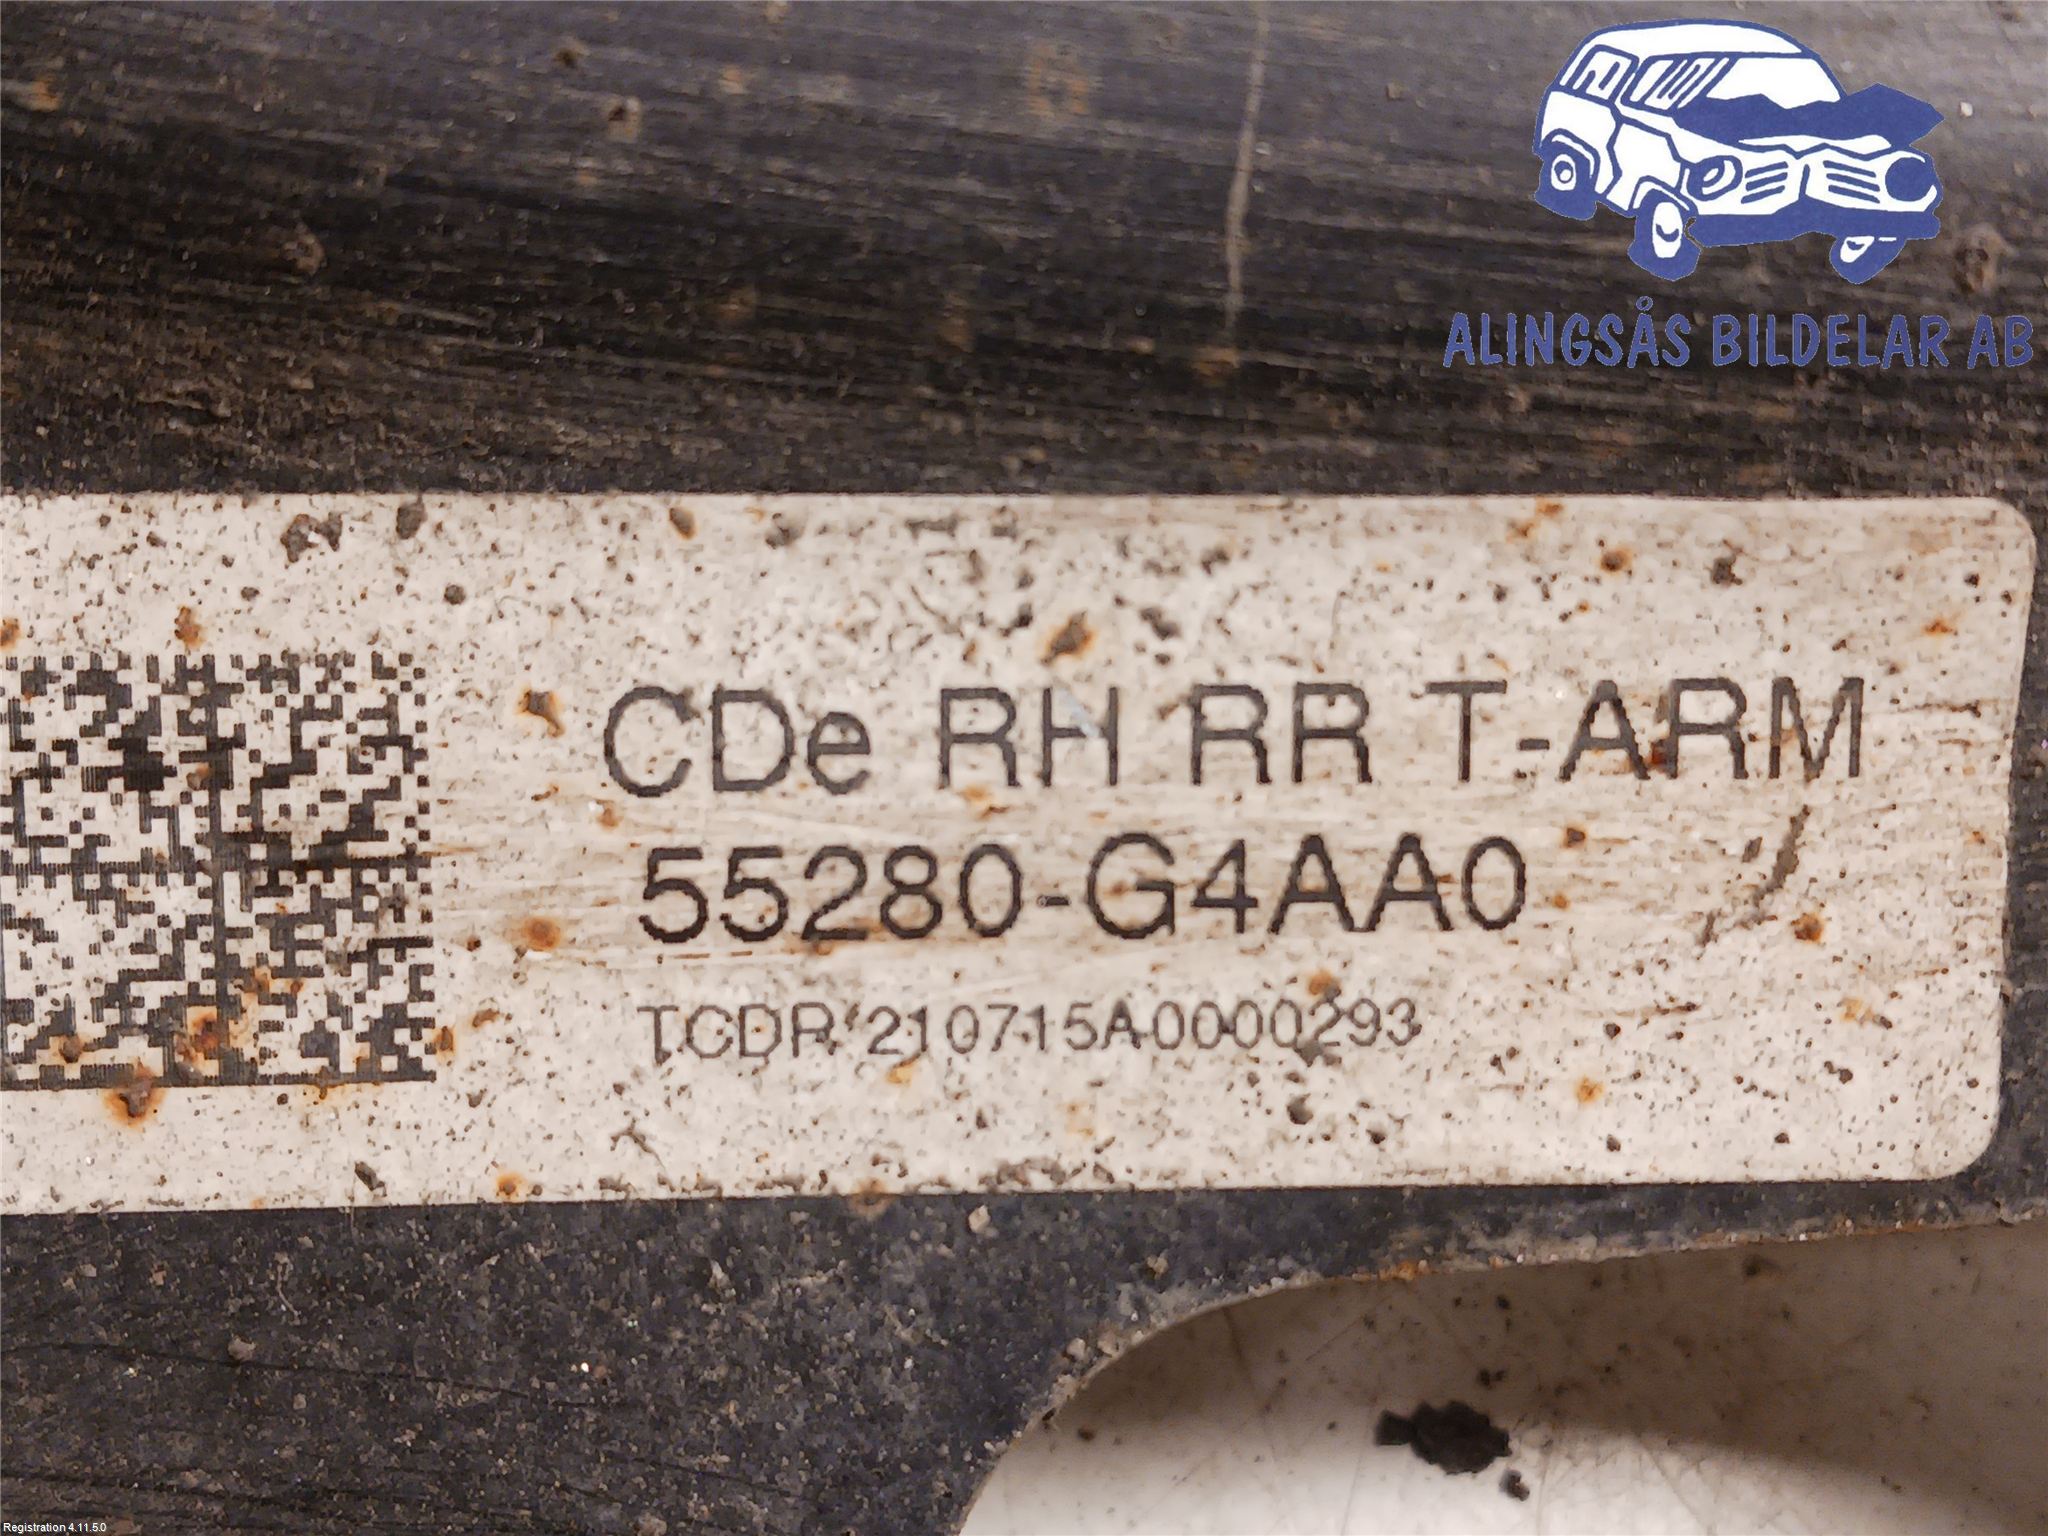 ALINGSÅS BILDELAR AB
CDe RH RR T-ARM
55280-G4AA0
TCDR 210715A0000293
Registration 4.11.5.0